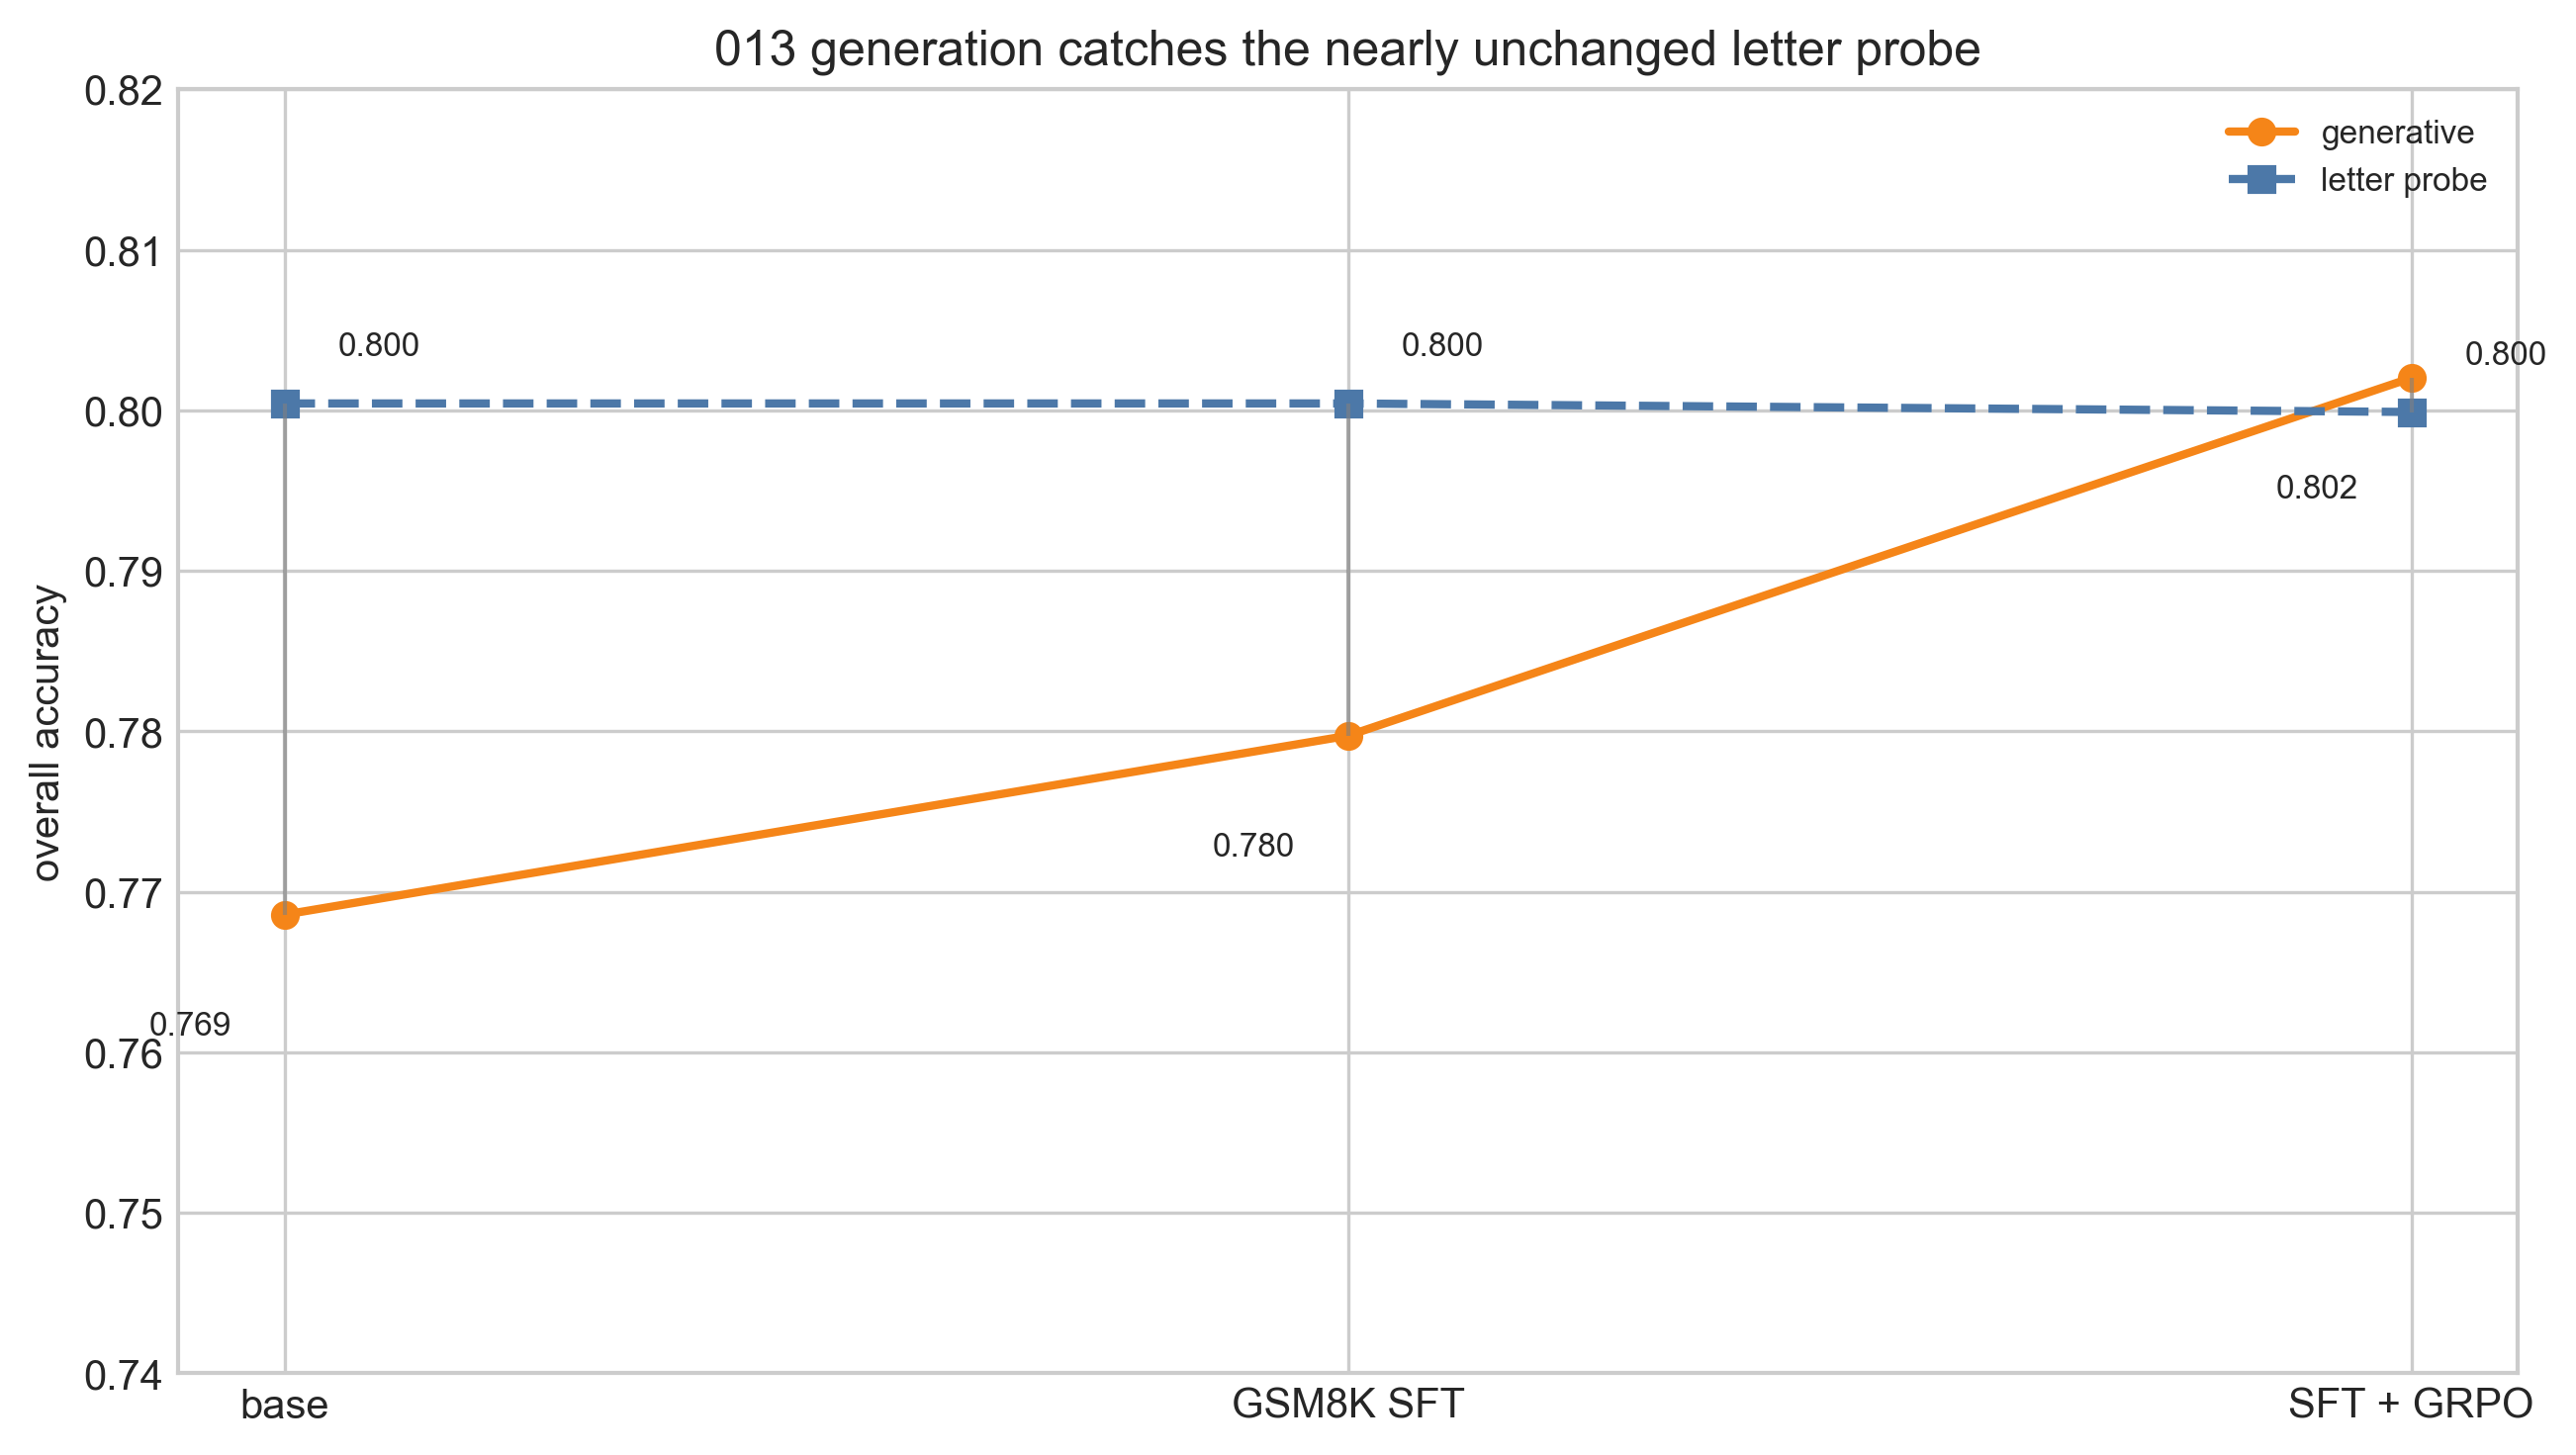 013 generation catches the nearly unchanged letter probe
generative
letter probe
overall accuracy
0.82
0.81
0.80
0.79
0.78
0.77
0.76
0.75
0.74
0.800
0.800
0.800
0.802
0.780
0.769
base
GSM8K SFT
SFT + GRPO